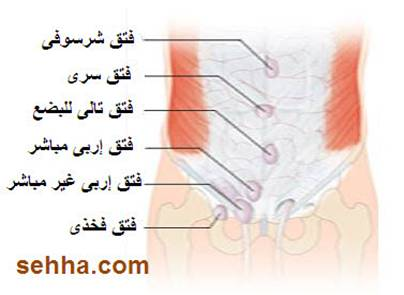 فتق شرسوفى
فتق سرى
فتق تالى للبضع
فتق إربى مباشر
فتق إربى غير مباشر
فتق فخذى
sehha.com